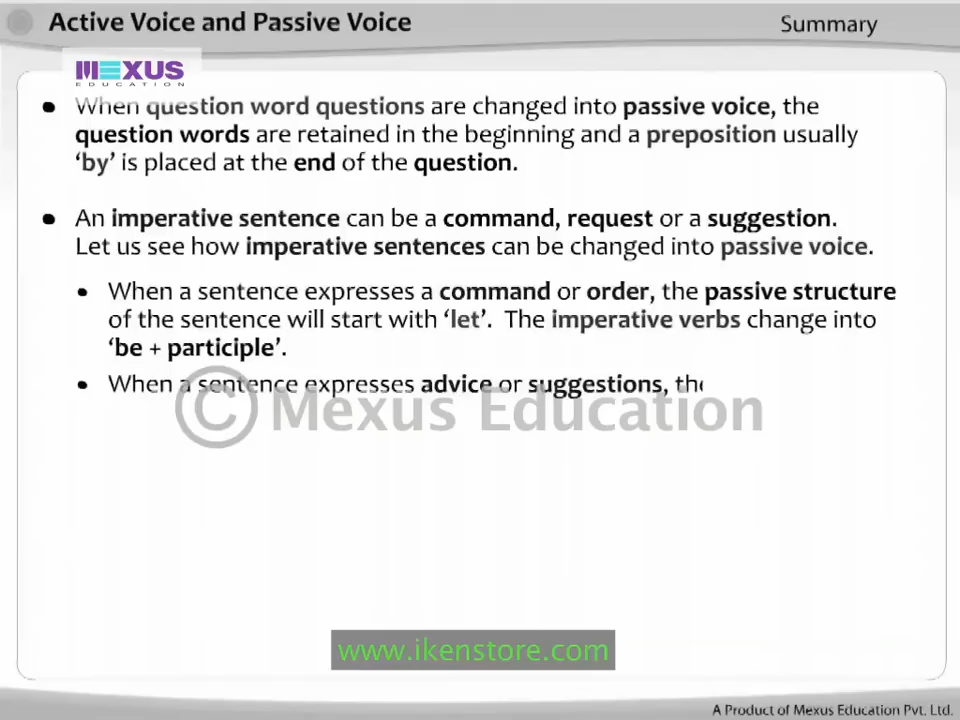 Active Voice and Passive Voice
Summary
MEXUS
EDUCATION
• When question word questions are changed into passive voice, the
question words are retained in the beginning and a preposition usually
‘by’ is placed at the end of the question.
• An imperative sentence can be a command, request or a suggestion.
Let us see how imperative sentences can be changed into passive voice.
• When a sentence expresses a command or order, the passive structure
of the sentence will start with ‘let’. The imperative verbs change into
‘be + participle’.
• When a sentence expresses advice or suggestions, the
© Mexus Education
www.ikenstore.com
A Product of Mexus Education Pvt. Ltd.